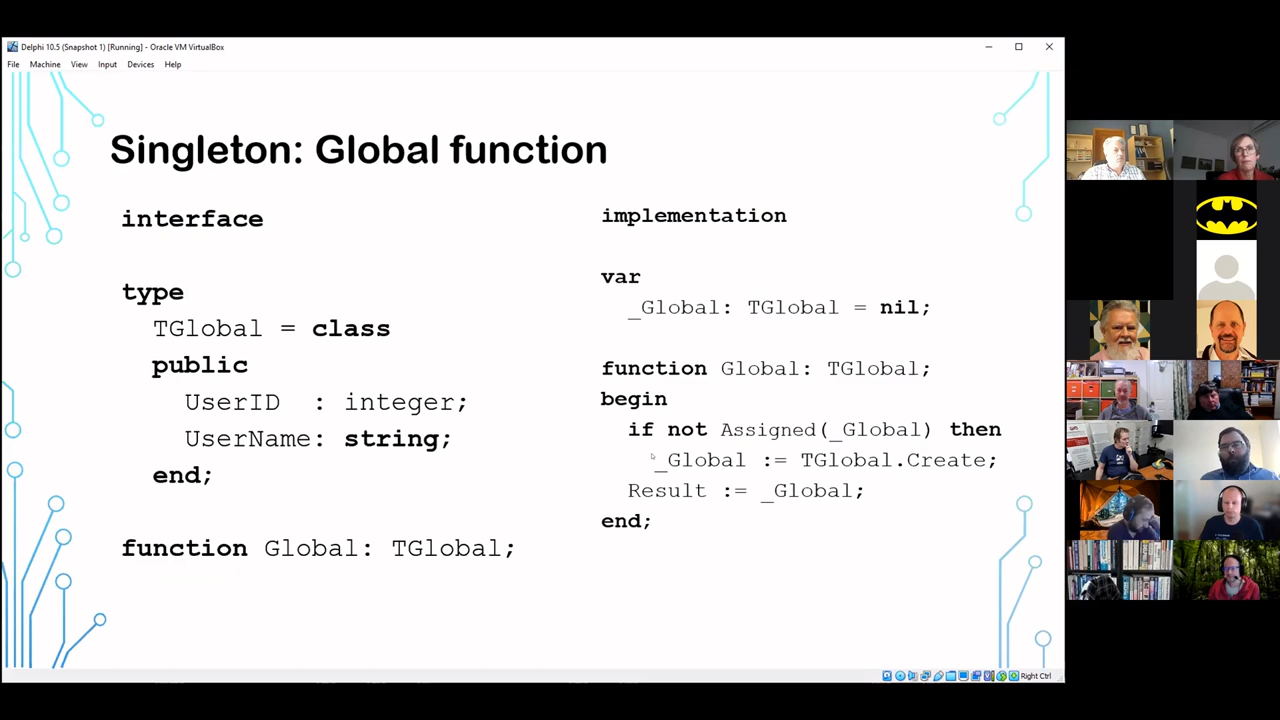 Delphi 10.5 (Snapshot 1) [Running] - Oracle VM VirtualBox
File Machine View Input Devices Help
Singleton: Global function
interface
type
TGlobal = class
public
UserID : integer;
UserName: string;
end;
function Global: TGlobal;
implementation
var
_Global: TGlobal = nil;
function Global: TGlobal;
begin
if not Assigned(_Global) then
_Global := TGlobal.Create;
Result := _Global;
end;
Right Ctrl